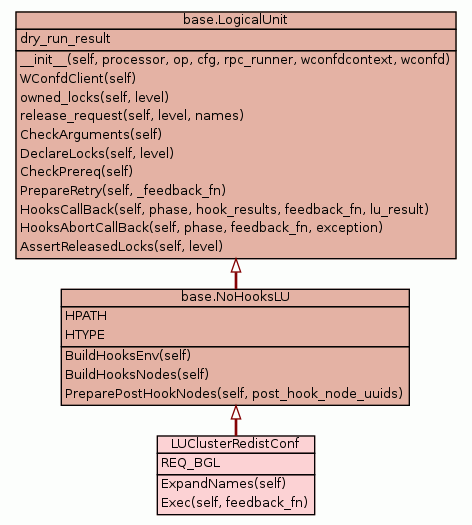 base.LogicalUnit
dry_run_result
__init__(self, processor, op, cfg, rpc_runner, wconfdcontext, wconfd)
WConfdClient(self)
owned_locks(self, level)
release_request(self, level, names)
CheckArguments(self)
DeclareLocks(self, level)
CheckPrereq(self)
PrepareRetry(self, _feedback_fn)
HooksCallBack(self, phase, hook_results, feedback_fn, lu_result)
HooksAbortCallBack(self, phase, feedback_fn, exception)
AssertReleasedLocks(self, level)
base.NoHooksLU
HPATH
HTYPE
BuildHooksEnv(self)
BuildHooksNodes(self)
PreparePostHookNodes(self, post_hook_node_uuids)
LUClusterRedistConf
REQ_BGL
ExpandNames(self)
Exec(self, feedback_fn)